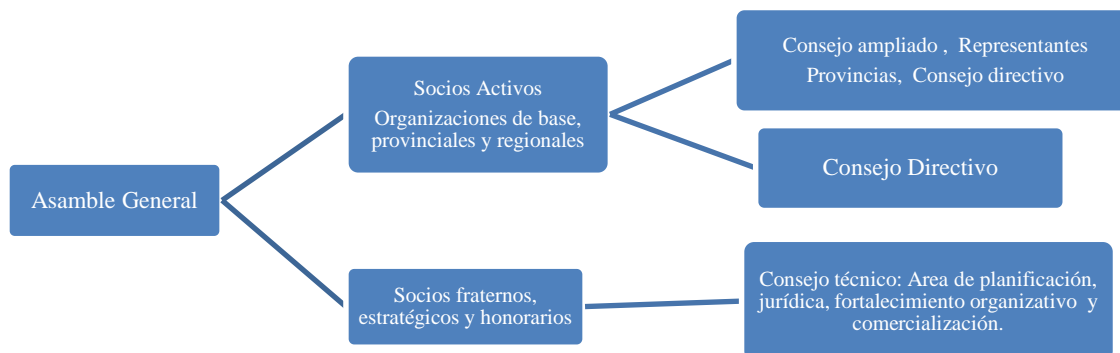 Asamble General
Socios Activos
Organizaciones de base,
provinciales y regionales
Consejo ampliado , Representantes
Provincias, Consejo directivo
Consejo Directivo
Socios fraternos,
estratégicos y honorarios
Consejo técnico: Area de planificación,
jurídica, fortalecimiento organizativo y
comercialización.